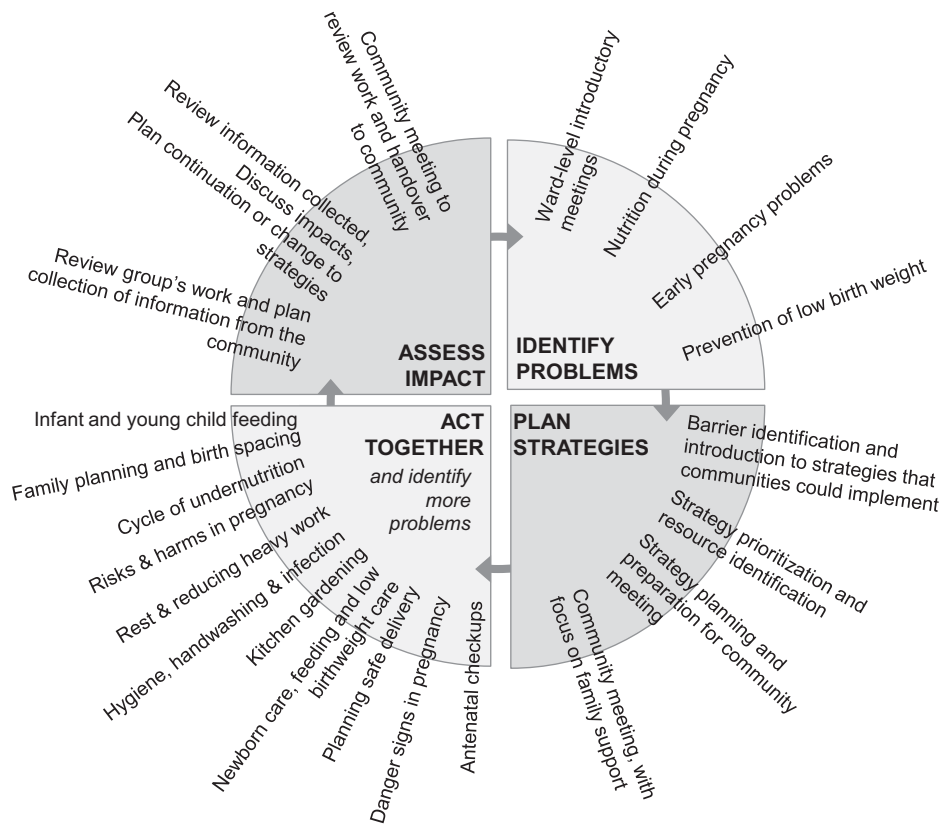 Ward-level introductory
meetings
Nutrition during pregnancy
Early pregnancy problems
Prevention of low birth weight
IDENTIFY
PROBLEMS
PLAN
STRATEGIES
Barrier identification and
introduction to strategies that
communities could implement
Strategy prioritization and
resource identification
Strategy planning and
preparation for community
meeting
Community meeting, with
focus on family support
ACT
TOGETHER
and identify
more
problems
Antenatal checkups
Danger signs in pregnancy
Planning safe delivery
Newborn care, feeding and low
birthweight care
Kitchen gardening
Hygiene, handwashing & infection
Rest & reducing heavy work
Risks & harms in pregnancy
Cycle of undernutrition
Family planning and birth spacing
Infant and young child feeding
ASSESS
IMPACT
Review group's work and plan
collection of information from the
community
Review information collected,
Discuss impacts,
Plan continuation or change to
strategies
Community meeting to
review work and handover
to community